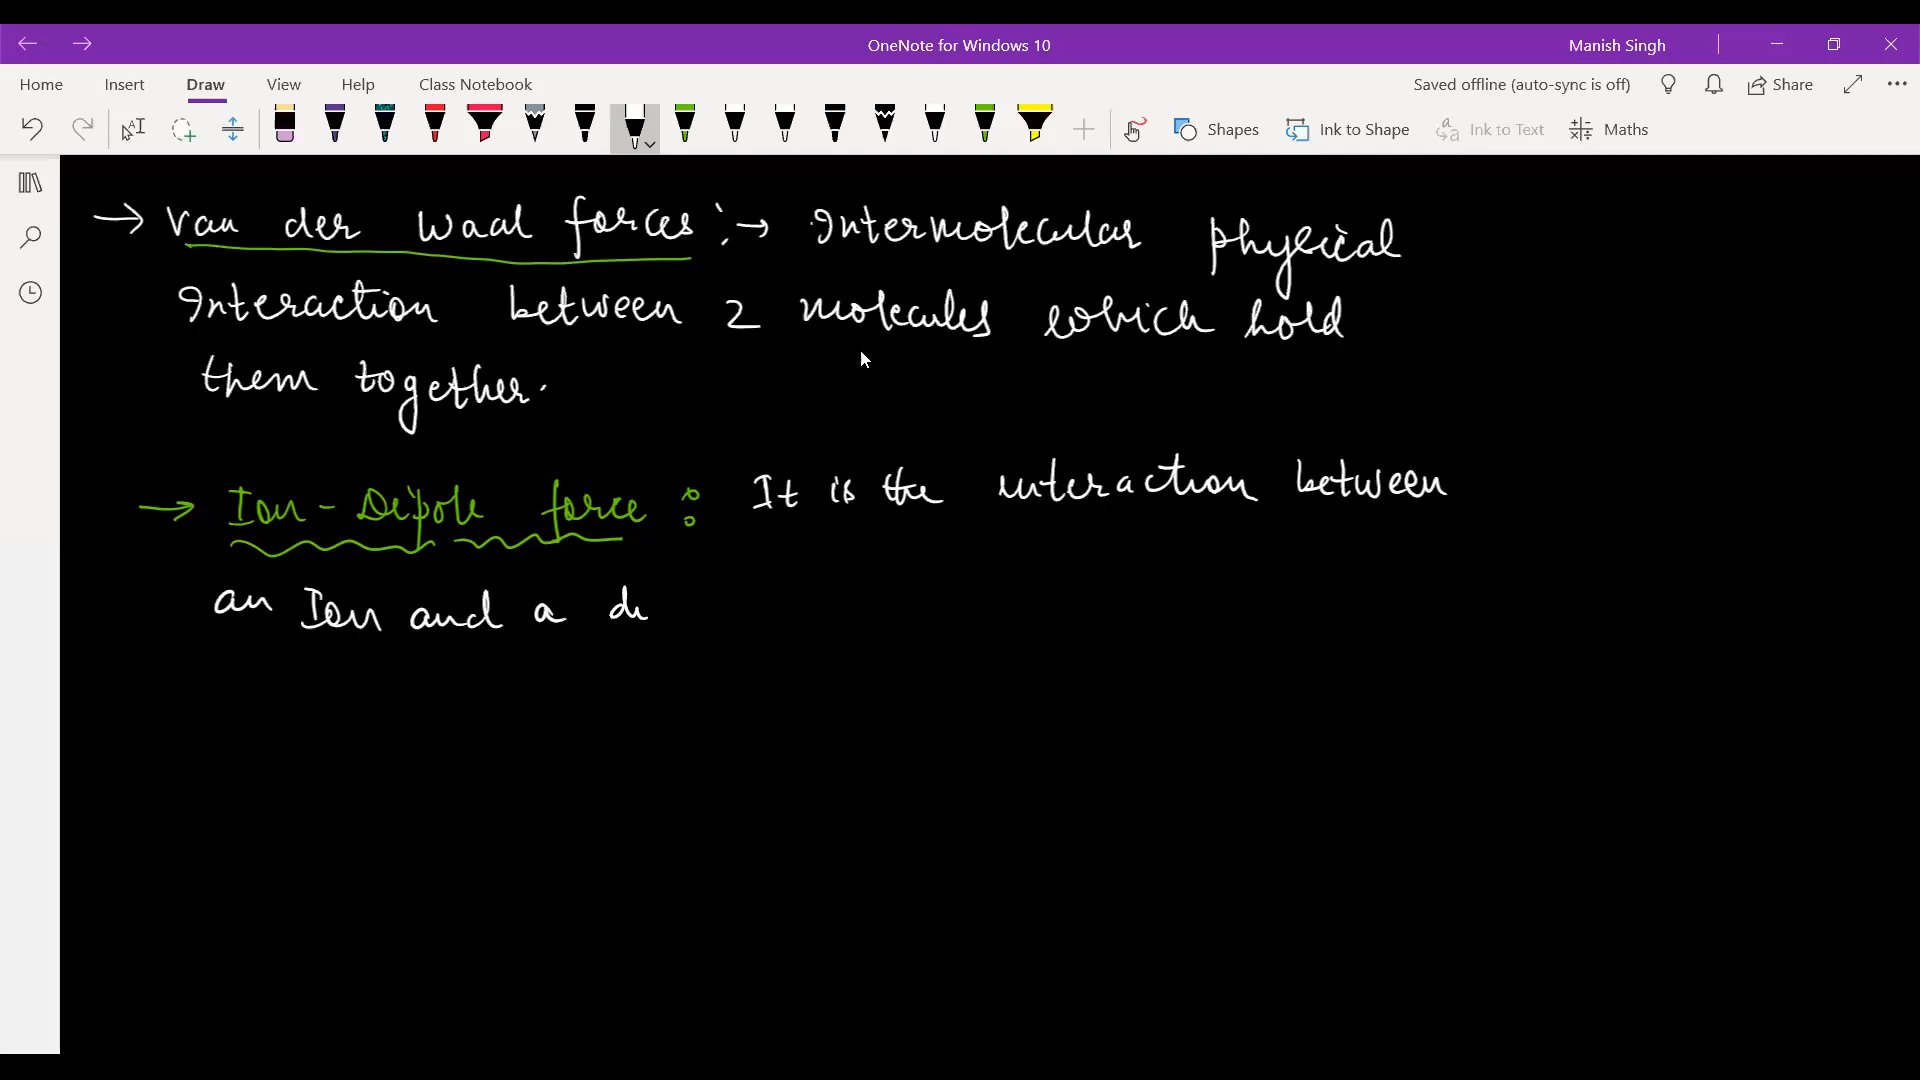 OneNote for Windows 10
Manish Singh
Home Insert Draw View Help Class Notebook
Saved offline (auto-sync is off) Share
Shapes Ink to Shape Ink to Text Maths
→ Van der Waal forces :→ Intermolecular physical
Interaction between 2 molecules which hold
them together.
→ Ion-Dipole force : It is the interaction between
an Ion and a di